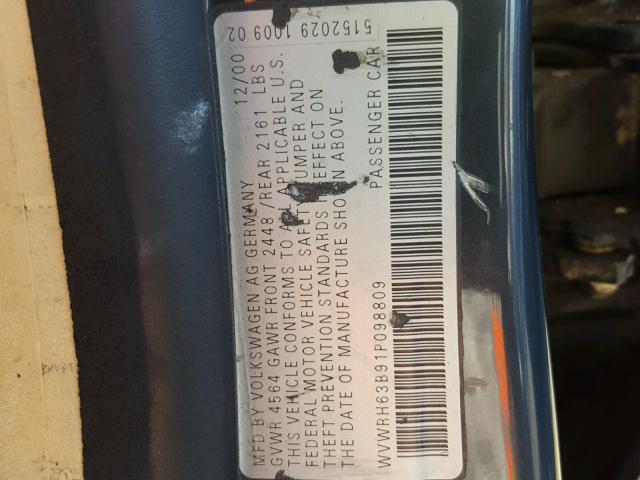 5152029 1009 02
MFD BY VOLKSWAGEN AG GERMANY 12/00
GVWR 4564 GAWR FRONT 2448 /REAR 2161 LBS
THIS VEHICLE CONFORMS TO ALL APPLICABLE U.S.
FEDERAL MOTOR VEHICLE SAFETY BUMPER AND
THEFT PREVENTION STANDARDS IN EFFECT ON
THE DATE OF MANUFACTURE SHOWN ABOVE.
WVWRH63B91P098809 PASSENGER CAR